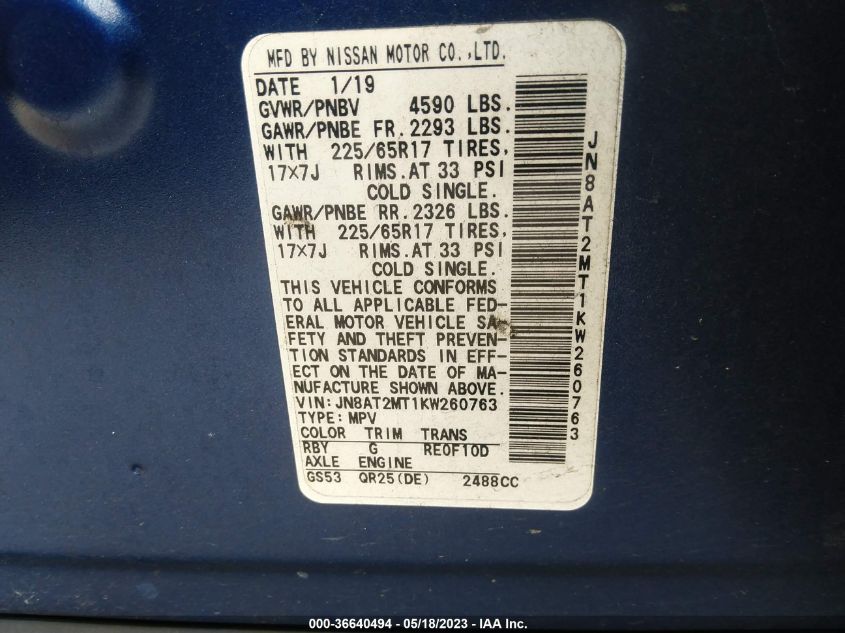 MFD BY NISSAN MOTOR CO.,LTD.
DATE 1/19
GVWR/PNBV 4590 LBS.
GAWR/PNBE FR. 2293 LBS.
WITH 225/65R17 TIRES,
17×7J RIMS. AT 33 PSI
COLD SINGLE.
GAWR/PNBE RR. 2326 LBS.
WITH 225/65R17 TIRES,
17×7J RIMS. AT 33 PSI
COLD SINGLE.
THIS VEHICLE CONFORMS
TO ALL APPLICABLE FED-
ERAL MOTOR VEHICLE SA-
FETY AND THEFT PREVEN-
TION STANDARDS IN EFF-
ECT ON THE DATE OF MA-
NUFACTURE SHOWN ABOVE.
VIN: JN8AT2MT1KW260763
TYPE: MPV
COLOR TRIM TRANS
RBY G RE0F10D
AXLE ENGINE
GS53 QR25(DE) 2488CC
JN8AT2MT1KW260763
000-36640494 - 05/18/2023 - IAA Inc.